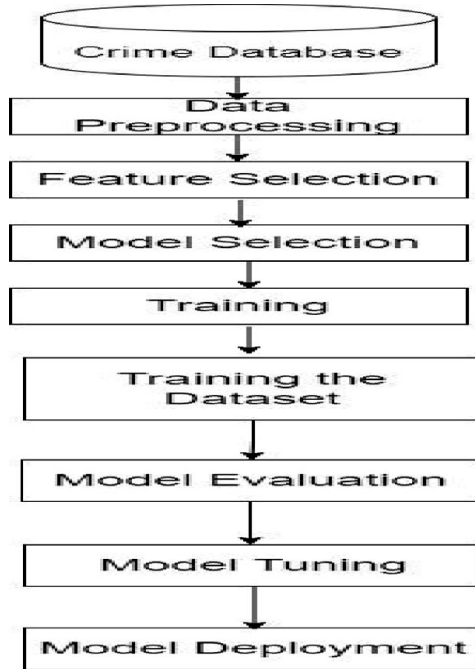 Crime Database
Data
Preprocessing
Feature Selection
Model Selection
Training
Training the
Dataset
Model Evaluation
Model Tuning
Model Deployment